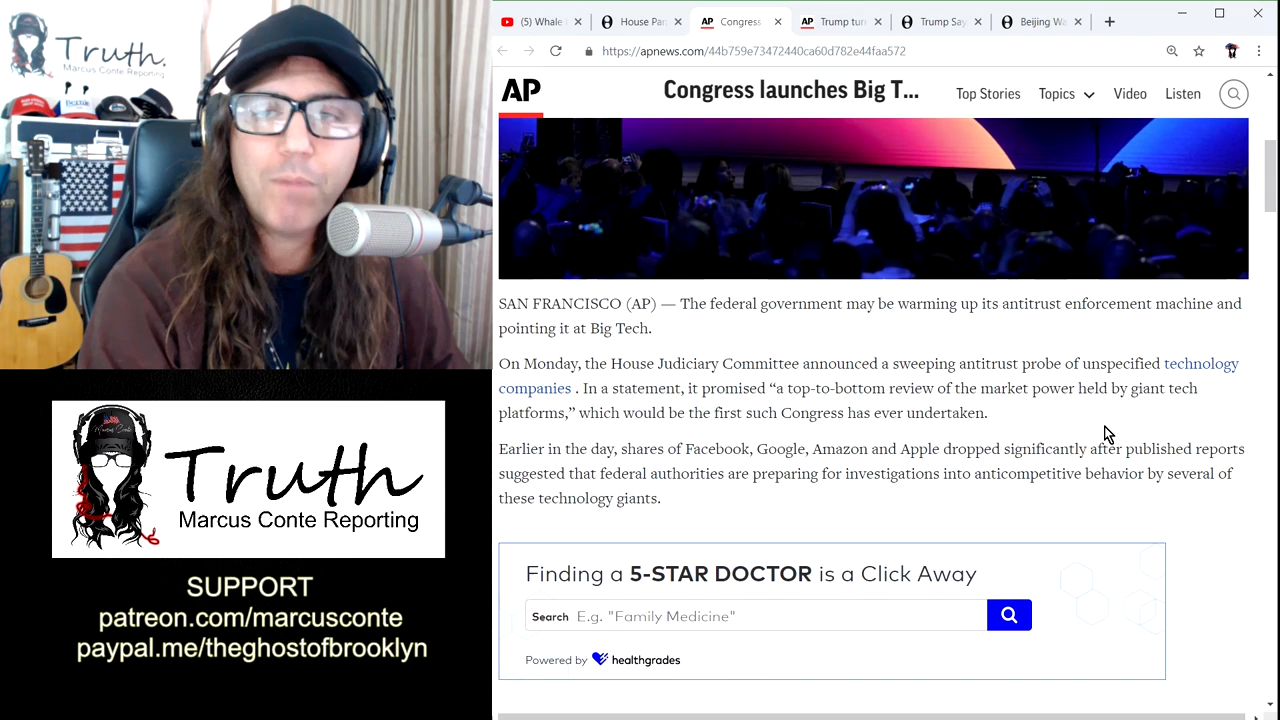 Truth.
Marcus Conte Reporting
(5) Whale
House Pan
AP Congress
AP Trump tur
Trump Say
Beijing Wa
https://apnews.com/44b759e73472440ca60d782e44faa572
AP
Congress launches Big T...
Top Stories
Topics
Video
Listen
SAN FRANCISCO (AP) — The federal government may be warming up its antitrust enforcement machine and
pointing it at Big Tech.
On Monday, the House Judiciary Committee announced a sweeping antitrust probe of unspecified technology
companies . In a statement, it promised “a top-to-bottom review of the market power held by giant tech
platforms,” which would be the first such Congress has ever undertaken.
Earlier in the day, shares of Facebook, Google, Amazon and Apple dropped significantly after published reports
suggested that federal authorities are preparing for investigations into anticompetitive behavior by several of
these technology giants.
Finding a 5-STAR DOCTOR is a Click Away
Search E.g. "Family Medicine"
Powered by healthgrades
Truth
Marcus Conte Reporting
SUPPORT
patreon.com/marcusconte
paypal.me/theghostofbrooklyn